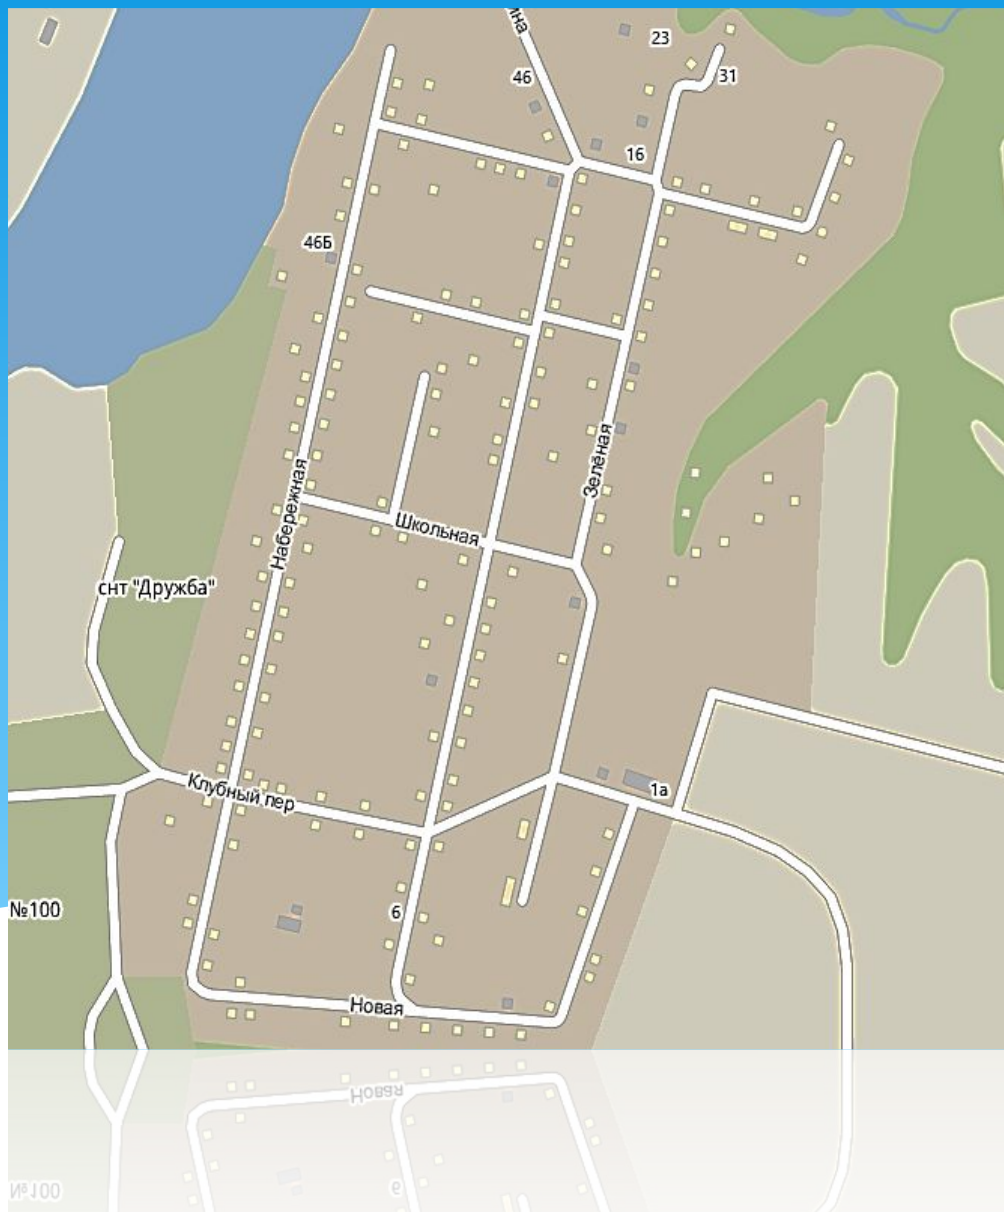 23
46
31
16
46Б
Зелёная
Набережная
Школьная
снт "Дружба"
Клубный пер
1а
№100
6
Новая